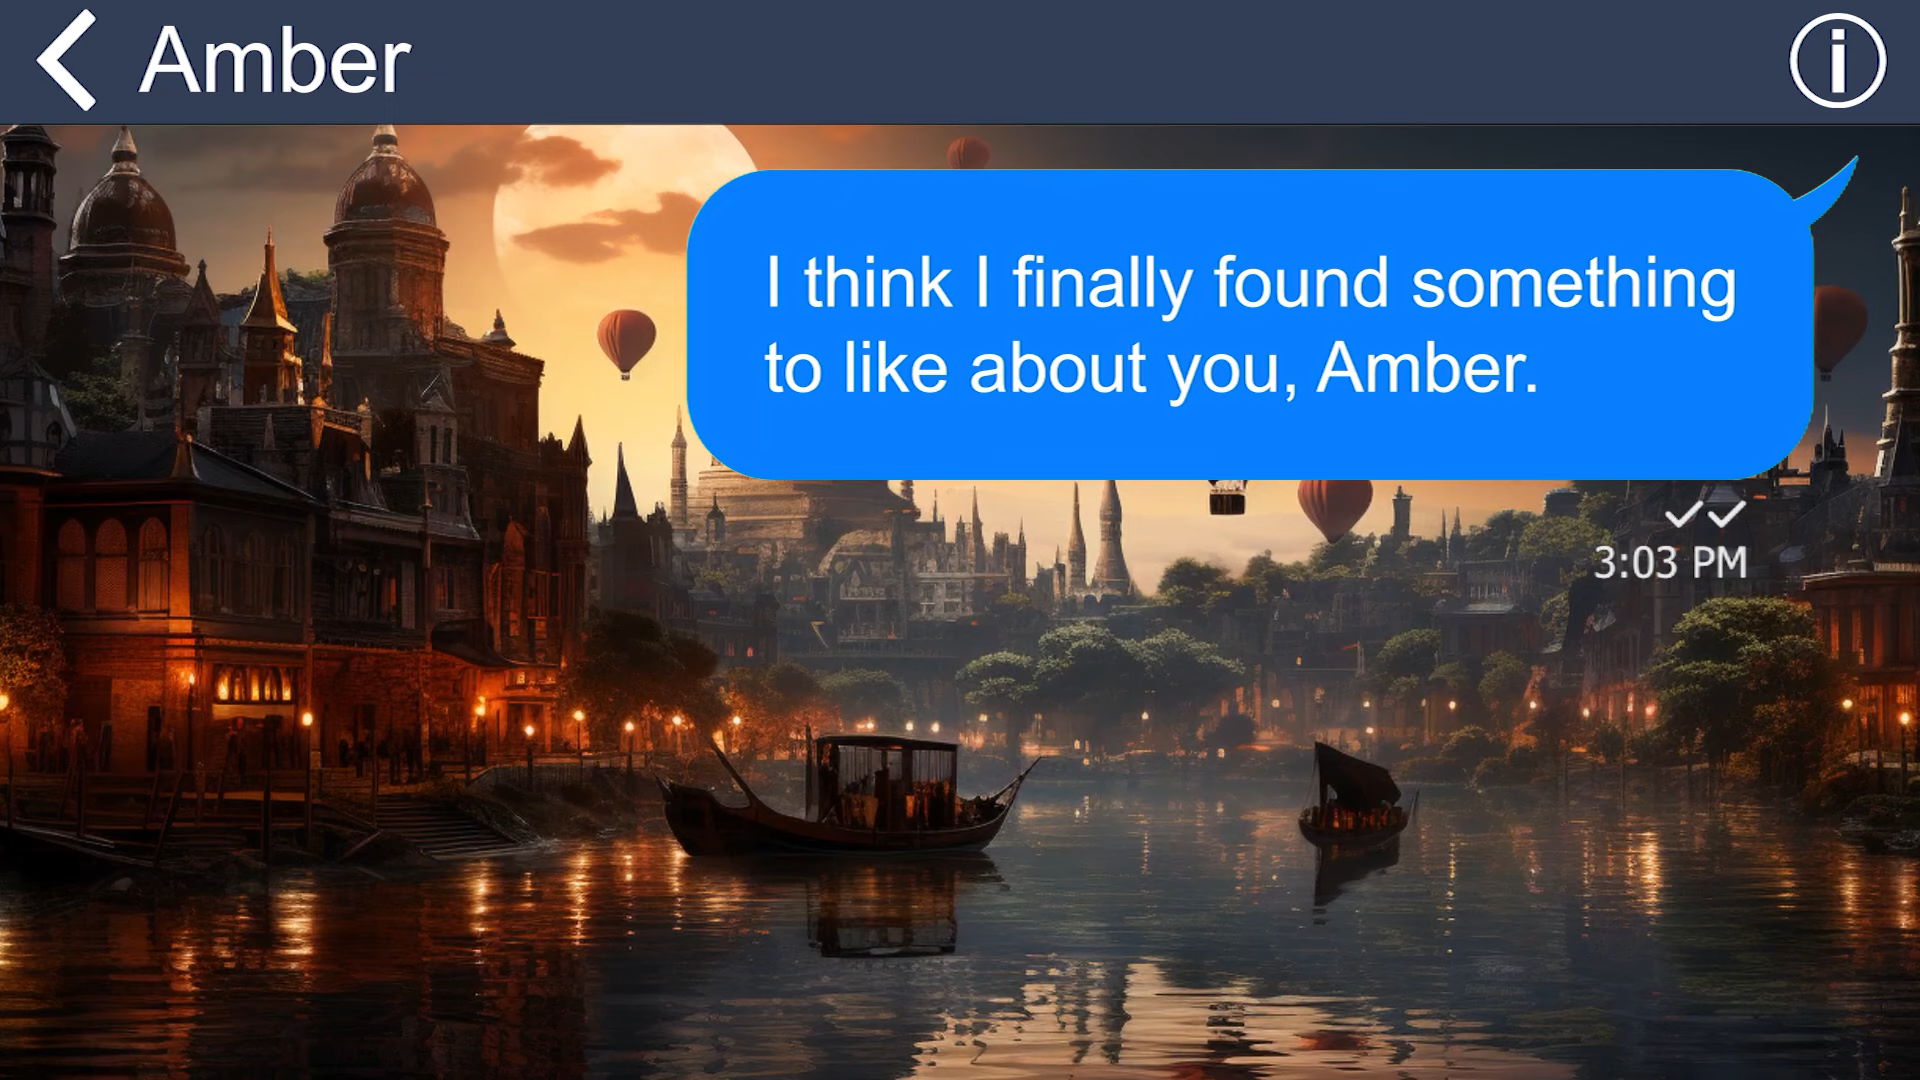 Amber
I think I finally found something
to like about you, Amber.
3:03 PM